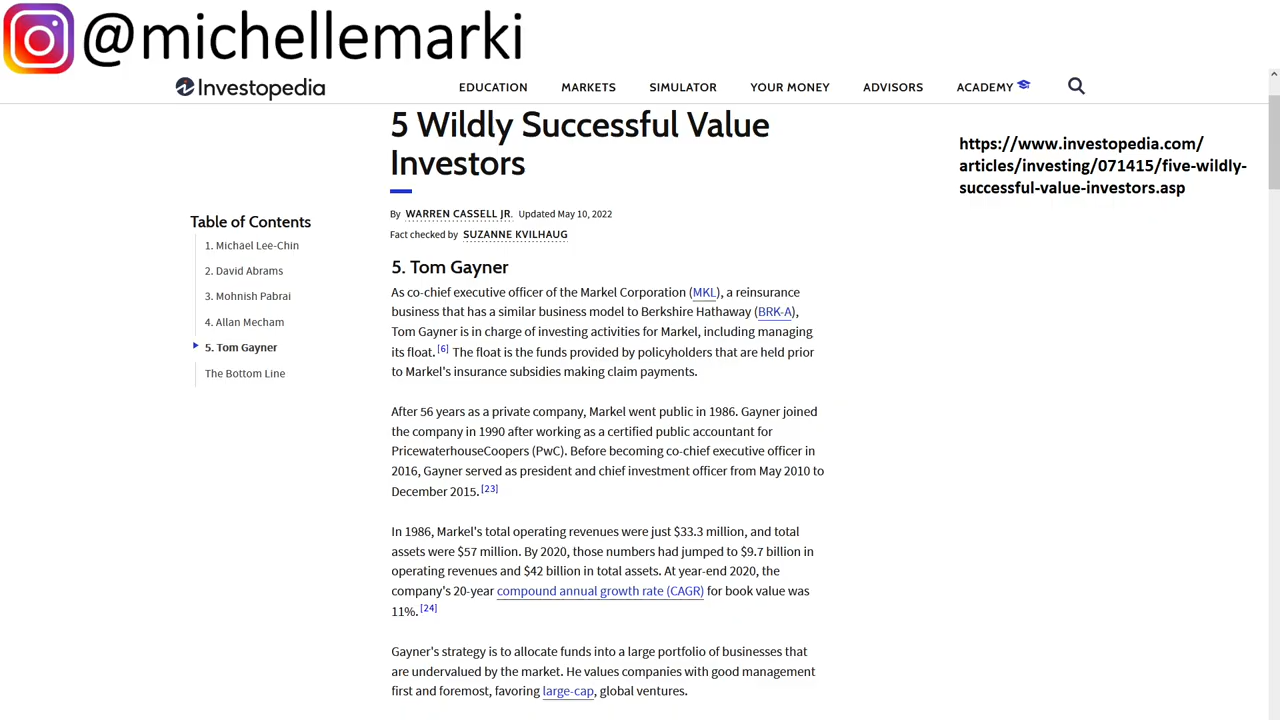 @michellemarki
Investopedia
EDUCATION MARKETS SIMULATOR YOUR MONEY ADVISORS ACADEMY
5 Wildly Successful Value
Investors
https://www.investopedia.com/
articles/investing/071415/five-wildly-
successful-value-investors.asp
By WARREN CASSELL JR. Updated May 10, 2022
Fact checked by SUZANNE KVILHAUG
Table of Contents
1. Michael Lee-Chin
2. David Abrams
3. Mohnish Pabrai
4. Allan Mecham
5. Tom Gayner
The Bottom Line
5. Tom Gayner
As co-chief executive officer of the Markel Corporation (MKL), a reinsurance
business that has a similar business model to Berkshire Hathaway (BRK-A),
Tom Gayner is in charge of investing activities for Markel, including managing
its float. [6] The float is the funds provided by policyholders that are held prior
to Markel's insurance subsidies making claim payments.
After 56 years as a private company, Markel went public in 1986. Gayner joined
the company in 1990 after working as a certified public accountant for
PricewaterhouseCoopers (PwC). Before becoming co-chief executive officer in
2016, Gayner served as president and chief investment officer from May 2010 to
December 2015. [23]
In 1986, Markel's total operating revenues were just $33.3 million, and total
assets were $57 million. By 2020, those numbers had jumped to $9.7 billion in
operating revenues and $42 billion in total assets. At year-end 2020, the
company's 20-year compound annual growth rate (CAGR) for book value was
11%. [24]
Gayner's strategy is to allocate funds into a large portfolio of businesses that
are undervalued by the market. He values companies with good management
first and foremost, favoring large-cap, global ventures.